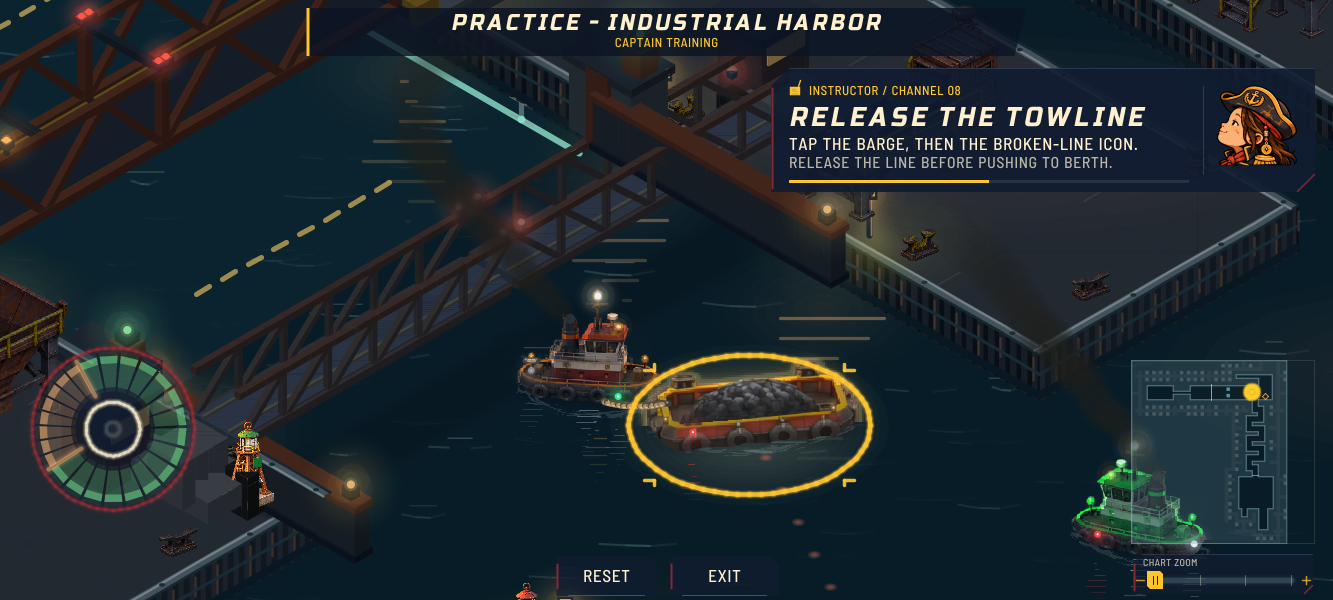 PRACTICE - INDUSTRIAL HARBOR
CAPTAIN TRAINING
INSTRUCTOR / CHANNEL 08
RELEASE THE TOWLINE
TAP THE BARGE, THEN THE BROKEN-LINE ICON.
RELEASE THE LINE BEFORE PUSHING TO BERTH.
CHART ZOOM
RESET
EXIT